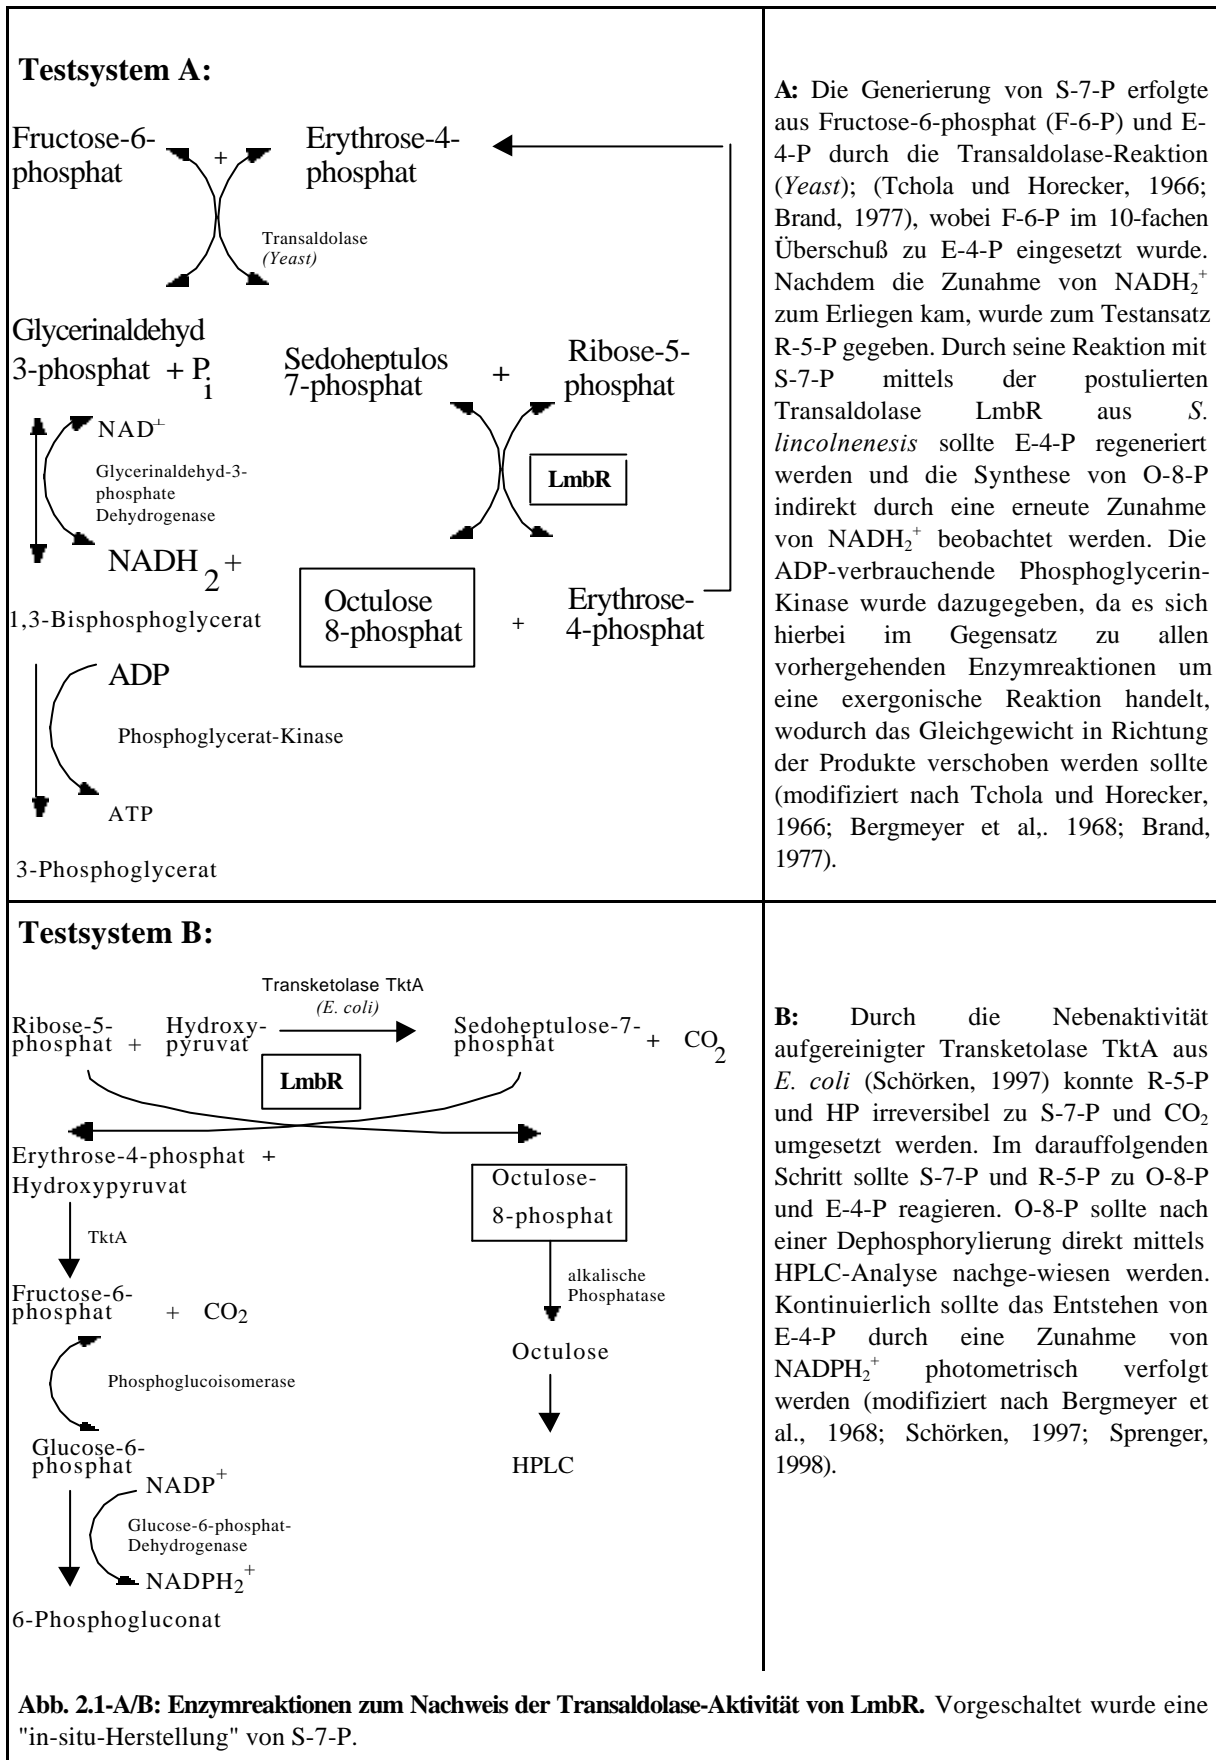 Testsystem A:
Fructose-6-
phosphat
+
Erythrose-4-
phosphat
Transaldolase
(Yeast)
Glycerinaldehyd
3-phosphat + Pi
Sedoheptulos
7-phosphat
+
Ribose-5-
phosphat
NAD+
Glycerinaldehyd-3-
phosphate
Dehydrogenase
LmbR
NADH2+
1,3-Bisphosphoglycerat
Octulose
8-phosphat
+
Erythrose-
4-phosphat
ADP
Phosphoglycerat-Kinase
ATP
3-Phosphoglycerat
A: Die Generierung von S-7-P erfolgte
aus Fructose-6-phosphat (F-6-P) und E-
4-P durch die Transaldolase-Reaktion
(Yeast); (Tchola und Horecker, 1966;
Brand, 1977), wobei F-6-P im 10-fachen
Überschuß zu E-4-P eingesetzt wurde.
Nachdem die Zunahme von NADH2+
zum Erliegen kam, wurde zum Testansatz
R-5-P gegeben. Durch seine Reaktion mit
S-7-P mittels der postulierten
Transaldolase LmbR aus S.
lincolnenesis sollte E-4-P regeneriert
werden und die Synthese von O-8-P
indirekt durch eine erneute Zunahme
von NADH2+ beobachtet werden. Die
ADP-verbrauchende Phosphoglycerin-
Kinase wurde dazugegeben, da es sich
hierbei im Gegensatz zu allen
vorhergehenden Enzymreaktionen um
eine exergonische Reaktion handelt,
wodurch das Gleichgewicht in Richtung
der Produkte verschoben werden sollte
(modifiziert nach Tchola und Horecker,
1966; Bergmeyer et al,. 1968; Brand,
1977).
Testsystem B:
Transketolase TktA
(E. coli)
Ribose-5-
phosphat
+
Hydroxy-
pyruvat
Sedoheptulose-7-
phosphat
+ CO2
LmbR
Erythrose-4-phosphat +
Hydroxypyruvat
Octulose-
8-phosphat
TktA
alkalische
Phosphatase
Fructose-6-
phosphat
+ CO2
Octulose
Phosphoglucoisomerase
Glucose-6-
phosphat
HPLC
NADP+
Glucose-6-phosphat-
Dehydrogenase
NADPH2+
6-Phosphogluconat
B: Durch die Nebenaktivität
aufgereinigter Transketolase TktA aus
E. coli (Schörken, 1997) konnte R-5-P
und HP irreversibel zu S-7-P und CO2
umgesetzt werden. Im darauffolgenden
Schritt sollte S-7-P und R-5-P zu O-8-P
und E-4-P reagieren. O-8-P sollte nach
einer Dephosphorylierung direkt mittels
HPLC-Analyse nachge-wiesen werden.
Kontinuierlich sollte das Entstehen von
E-4-P durch eine Zunahme von
NADPH2+ photometrisch verfolgt
werden (modifiziert nach Bergmeyer et
al., 1968; Schörken, 1997; Sprenger,
1998).
Abb. 2.1-A/B: Enzymreaktionen zum Nachweis der Transaldolase-Aktivität von LmbR. Vorgeschaltet wurde eine
"in-situ-Herstellung" von S-7-P.